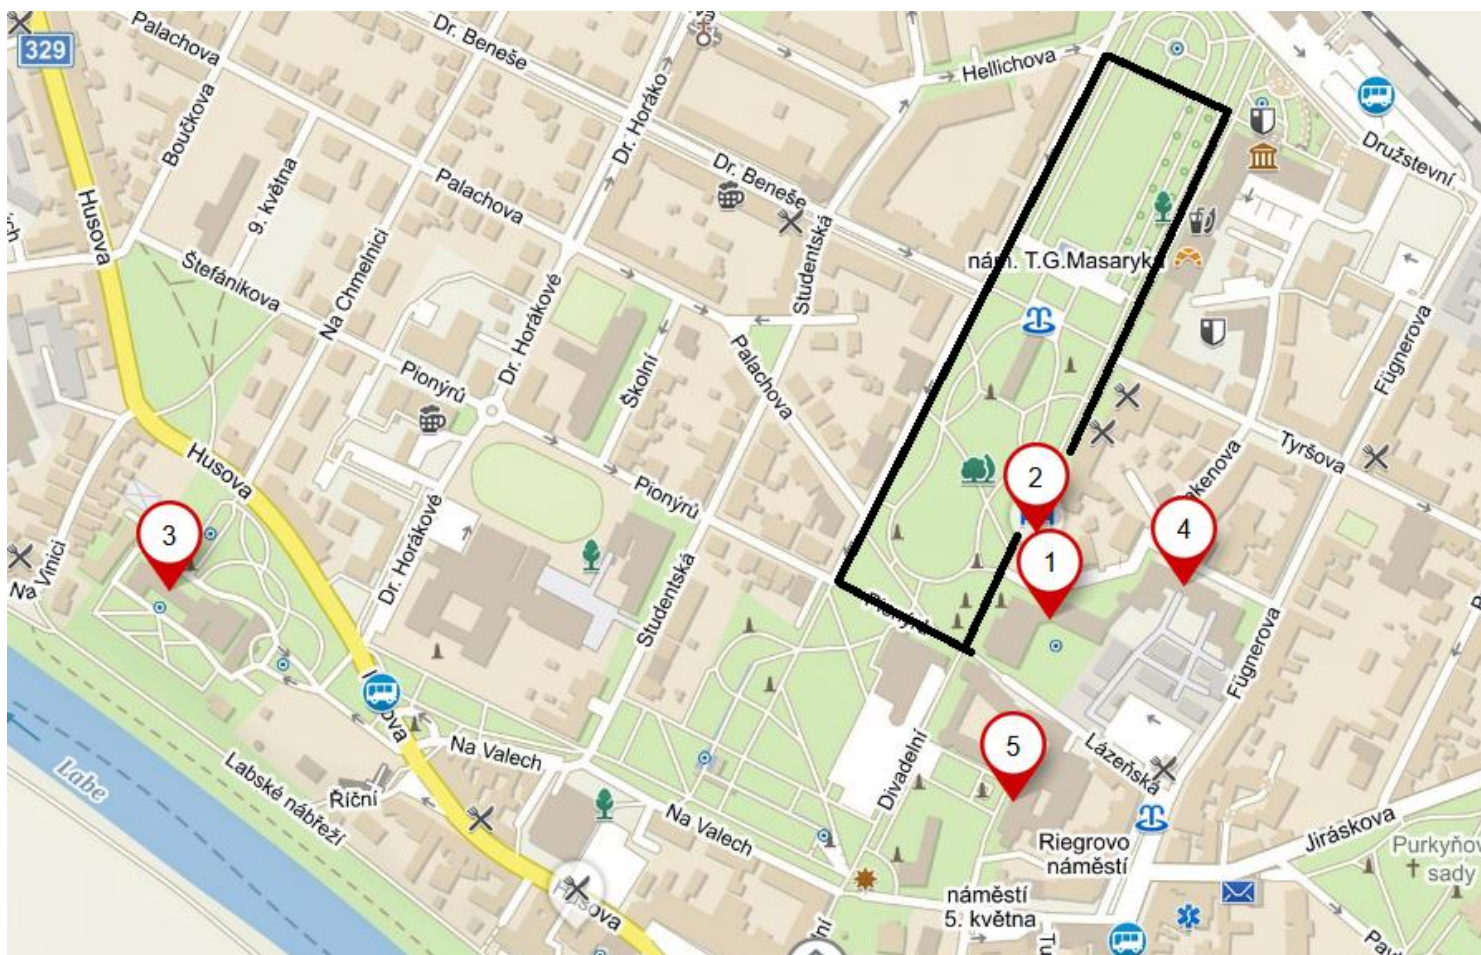 329
Palachova
Boučkova
Dr. Beneše
Hellichova
Dr. Horáko
Družstevní
Husova
9. května
Na Chmelnici
Palachova
Dr. Beneše
Studentská
Štefánikova
Dr. Horákové
nám. T.G.Masaryka
Fügnerova
Pionýrů
Školní
Palachova
Husova
Tyršova
Pionýrů
2
3
4
1
Na Vinici
Dr. Horákové
Studentská
Pionýrů
Fügnerova
5
Labe
Labské nábřeží
Říční
Na Valech
Divadelní
Lázeňská
Na Valech
Riegrovo
náměstí
Jiráskova
Purkyňov
sady
náměstí
5. května
Husova